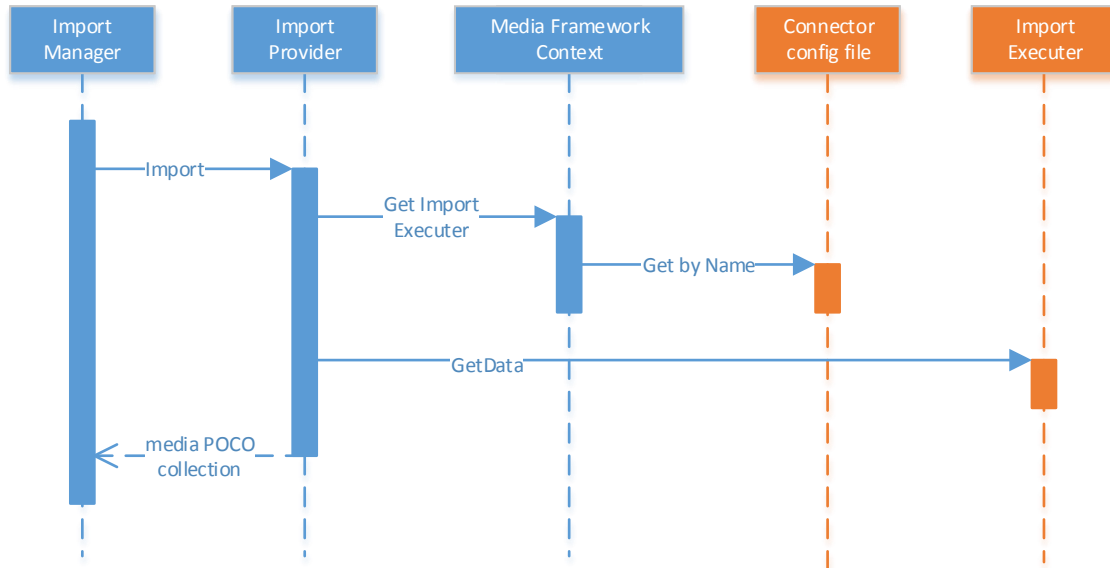 Import
Manager
Import
Provider
Media Framework
Context
Connector
config file
Import
Executer
Import
Get Import
Executer
Get by Name
GetData
media POCO
collection